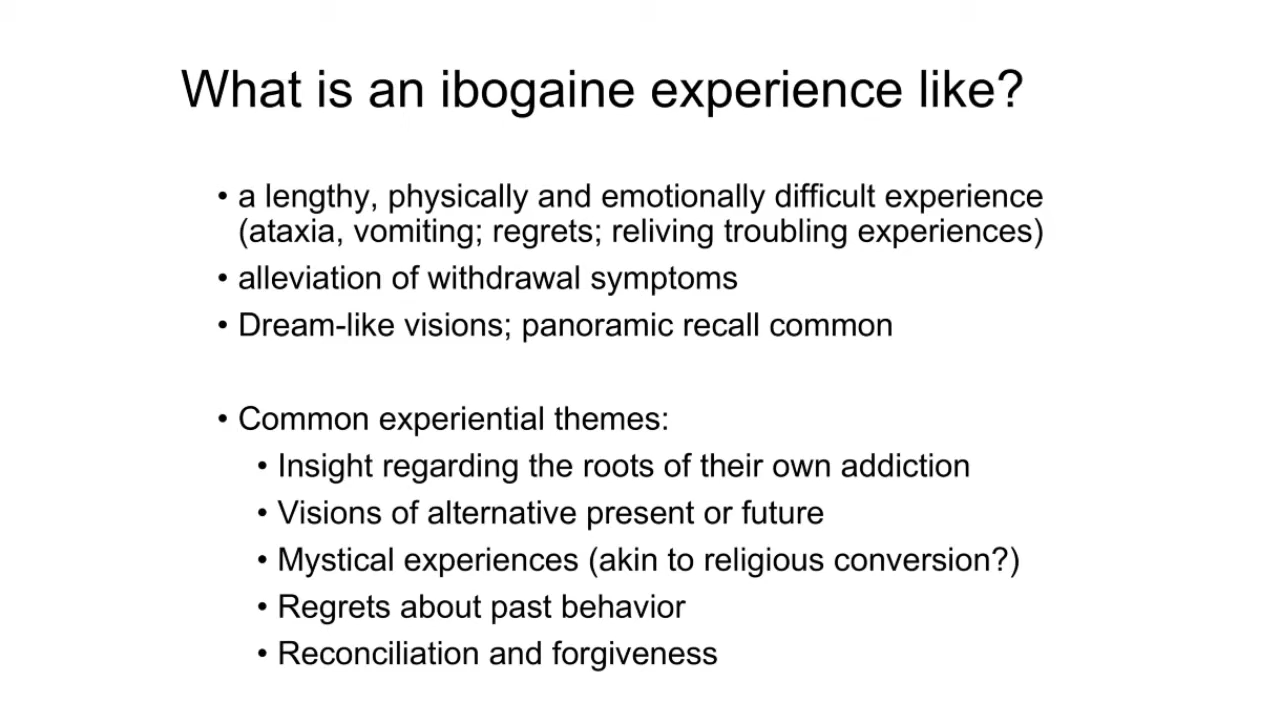 What is an ibogaine experience like?
• a lengthy, physically and emotionally difficult experience
(ataxia, vomiting; regrets; reliving troubling experiences)
• alleviation of withdrawal symptoms
• Dream-like visions; panoramic recall common
• Common experiential themes:
• Insight regarding the roots of their own addiction
• Visions of alternative present or future
• Mystical experiences (akin to religious conversion?)
• Regrets about past behavior
• Reconciliation and forgiveness